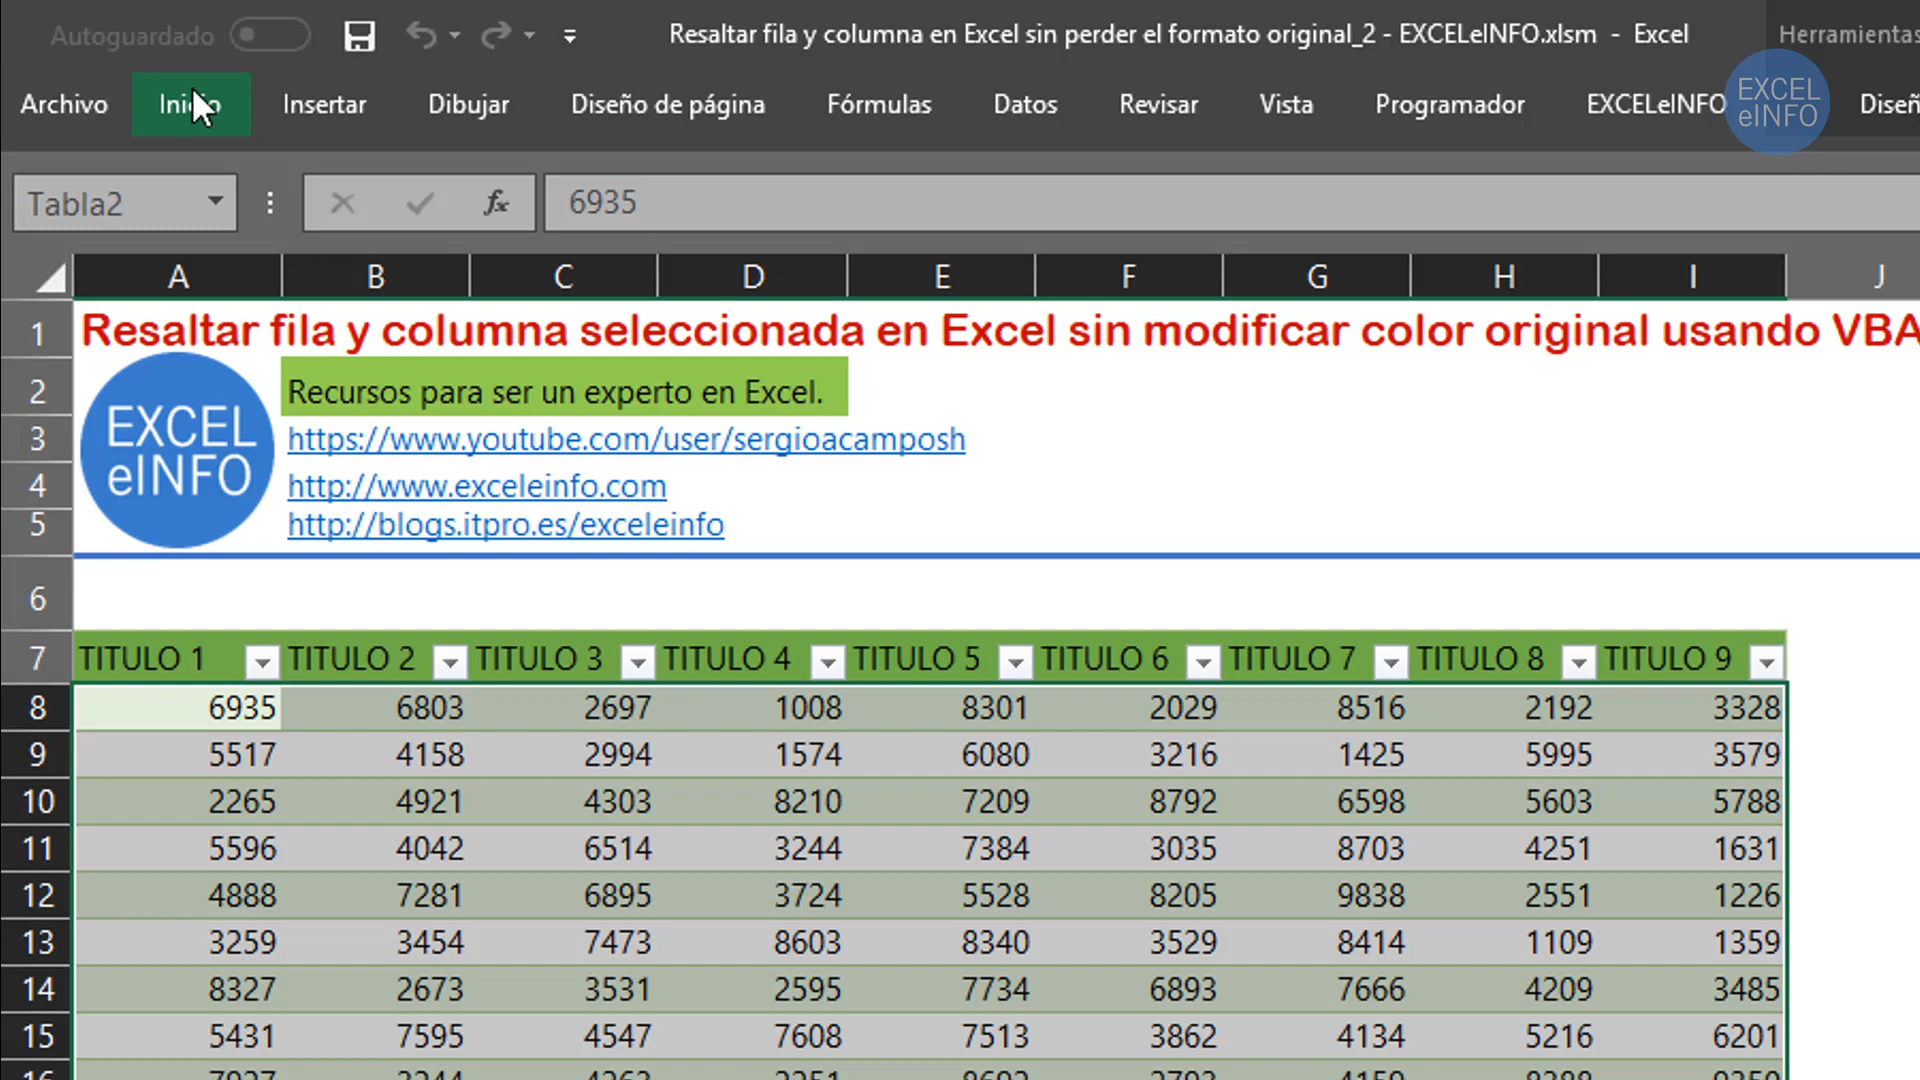 Autoguardado
Resaltar fila y columna en Excel sin perder el formato original_2 - EXCELeINFO.xlsm - Excel
Herramientas
Archivo Inicio Insertar Dibujar Diseño de página Fórmulas Datos Revisar Vista Programador EXCELeINFO
EXCEL
eINFO
Tabla2 fx 6935
A B C D E F G H I J
1 Resaltar fila y columna seleccionada en Excel sin modificar color original usando VBA
EXCEL
eINFO
2 Recursos para ser un experto en Excel.
3 https://www.youtube.com/user/sergioacamposh
4 http://www.exceleinfo.com
5 http://blogs.itpro.es/exceleinfo
6
7 TITULO 1 TITULO 2 TITULO 3 TITULO 4 TITULO 5 TITULO 6 TITULO 7 TITULO 8 TITULO 9
8 6935 6803 2697 1008 8301 2029 8516 2192 3328
9 5517 4158 2994 1574 6080 3216 1425 5995 3579
10 2265 4921 4303 8210 7209 8792 6598 5603 5788
11 5596 4042 6514 3244 7384 3035 8703 4251 1631
12 4888 7281 6895 3724 5528 8205 9838 2551 1226
13 3259 3454 7473 8603 8340 3529 8414 1109 1359
14 8327 2673 3531 2595 7734 6893 7666 4209 3485
15 5431 7595 4547 7608 7513 3862 4134 5216 6201